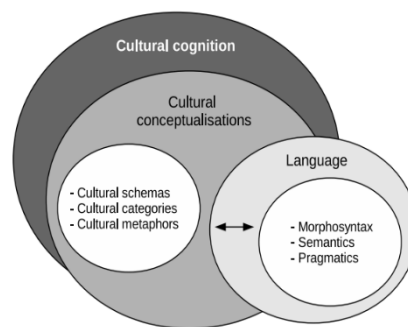 Cultural cognition
Cultural
conceptualisations
Language
- Cultural schemas
- Cultural categories
- Cultural metaphors
- Morphosyntax
- Semantics
- Pragmatics